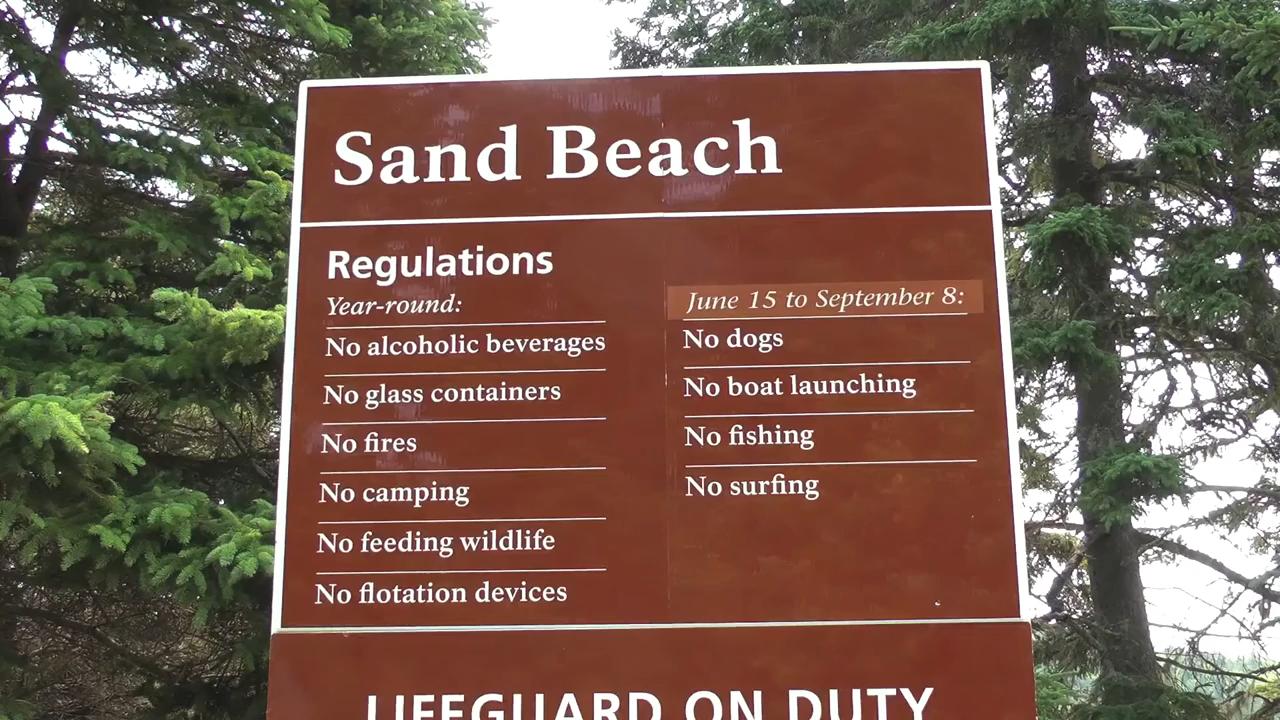 Sand Beach
Regulations
Year-round:
No alcoholic beverages
No glass containers
No fires
No camping
No feeding wildlife
No flotation devices
June 15 to September 8:
No dogs
No boat launching
No fishing
No surfing
LIFEGUARD ON DUTY